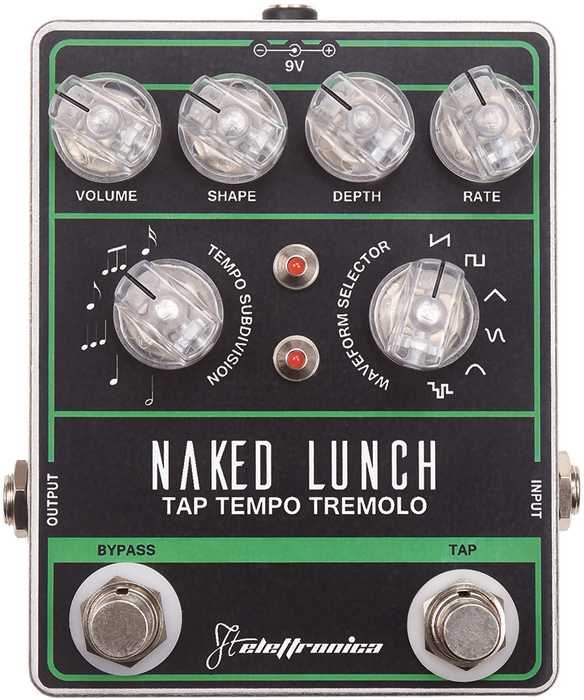 9V
VOLUME SHAPE DEPTH RATE
TEMPO SUBDIVISION
WAVEFORM SELECTOR
NAKED LUNCH
TAP TEMPO TREMOLO
OUTPUT
INPUT
BYPASS TAP
Jt elettronica